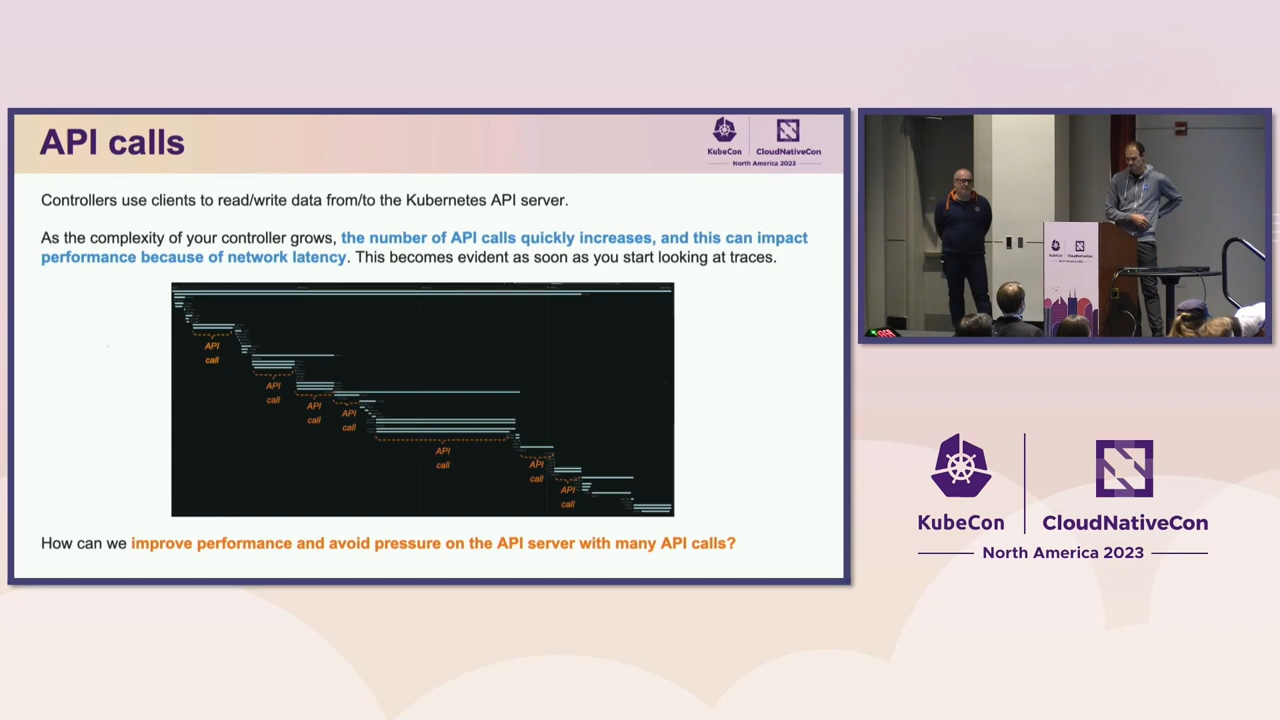 API calls
KubeCon
CloudNativeCon
North America 2023
Controllers use clients to read/write data from/to the Kubernetes API server.
As the complexity of your controller grows, the number of API calls quickly increases, and this can impact
performance because of network latency. This becomes evident as soon as you start looking at traces.
API
call
API
call
API
call
API
call
API
call
API
call
API
call
How can we improve performance and avoid pressure on the API server with many API calls?
KubeCon
CloudNativeCon
North America 2023